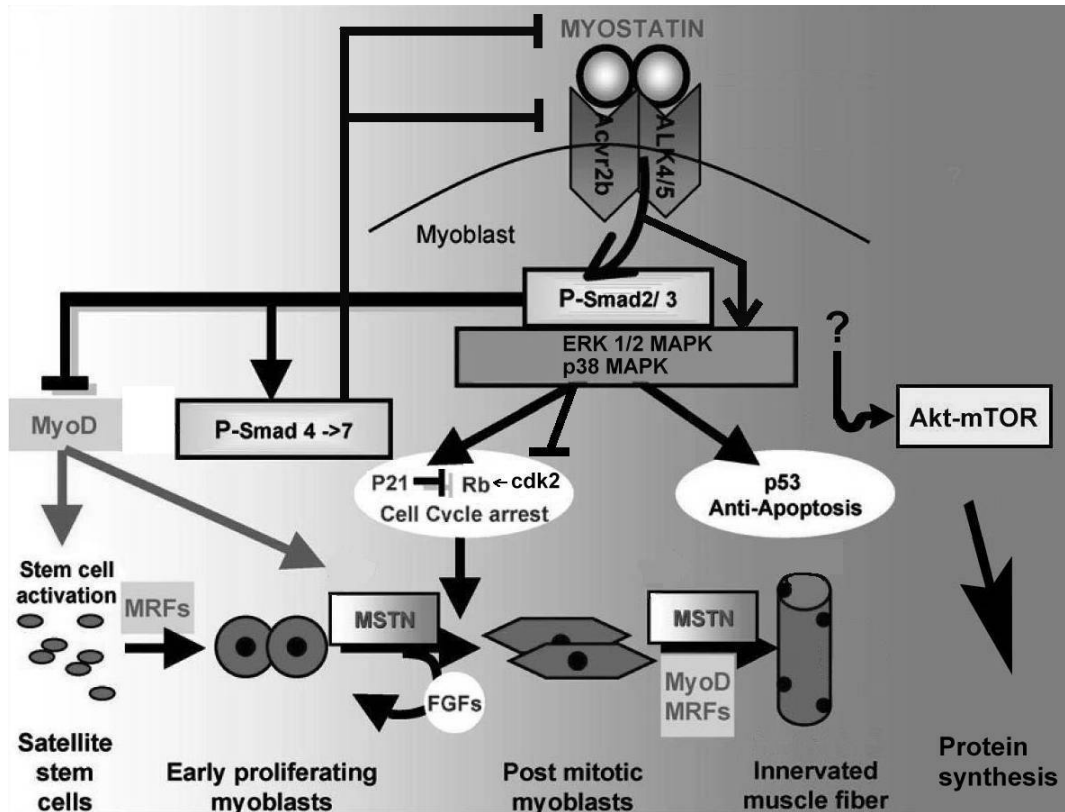 MYOSTATIN
Acvr2b
ALK4/5
Myoblast
P-Smad2/ 3
ERK 1/2 MAPK
p38 MAPK
?
MyoD
P-Smad 4 ->7
Akt-mTOR
P21
Rb
cdk2
Cell Cycle arrest
p53
Anti-Apoptosis
Stem cell
activation
MRFs
MSTN
FGFs
MSTN
MyoD
MRFs
Satellite
stem
cells
Early proliferating
myoblasts
Post mitotic
myoblasts
Innervated
muscle fiber
Protein
synthesis